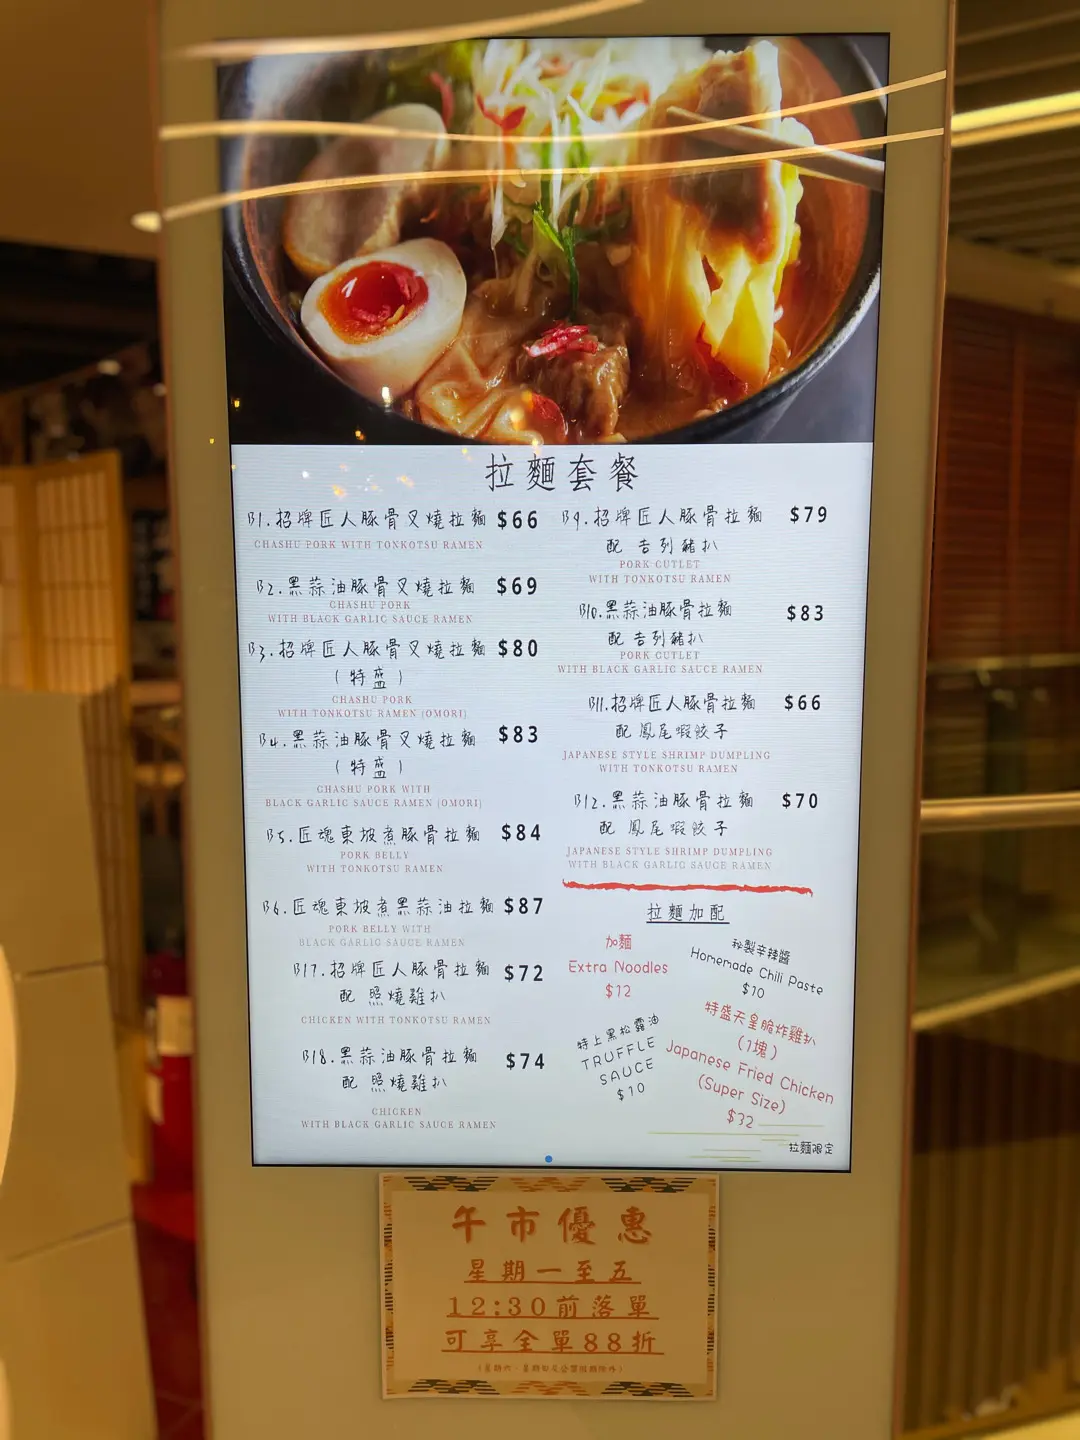 拉麵套餐
B1.招牌匠人豚骨叉燒拉麵 $66
CHASHU PORK WITH TONKOTSU RAMEN
B2.黑蒜油豚骨叉燒拉麵 $69
CHASHU PORK
WITH BLACK GARLIC SAUCE RAMEN
B3.招牌匠人豚骨叉燒拉麵 $80
(特盛)
CHASHU PORK
WITH TONKOTSU RAMEN (OMORI)
B4.黑蒜油豚骨叉燒拉麵 $83
(特盛)
CHASHU PORK WITH
BLACK GARLIC SAUCE RAMEN (OMORI)
B5.匠魂東坡煮豚骨拉麵 $84
PORK BELLY
WITH TONKOTSU RAMEN
B6.匠魂東坡煮黑蒜油拉麵 $87
PORK BELLY WITH
BLACK GARLIC SAUCE RAMEN
B17.招牌匠人豚骨拉麵 $72
配 照燒雞扒
CHICKEN WITH TONKOTSU RAMEN
B18.黑蒜油豚骨拉麵 $74
配 照燒雞扒
CHICKEN
WITH BLACK GARLIC SAUCE RAMEN
B9.招牌匠人豚骨拉麵 $79
配 吉列豬扒
PORK CUTLET
WITH TONKOTSU RAMEN
B10.黑蒜油豚骨拉麵 $83
配 吉列豬扒
PORK CUTLET
WITH BLACK GARLIC SAUCE RAMEN
B11.招牌匠人豚骨拉麵 $66
配 鳳尾蝦餃子
JAPANESE STYLE SHRIMP DUMPLING
WITH TONKOTSU RAMEN
B12.黑蒜油豚骨拉麵 $70
配 鳳尾蝦餃子
JAPANESE STYLE SHRIMP DUMPLING
WITH BLACK GARLIC SAUCE RAMEN
拉麵加配
加麵
Extra Noodles
$12
秘製辛辣醬
Homemade Chili Paste
$10
特上黑松露油
TRUFFLE
SAUCE
$10
特盛天皇脆炸雞扒
(1塊)
Japanese Fried Chicken
(Super Size)
$32
拉麵限定
午市優惠
星期一至五
12:30前落單
可享全單88折